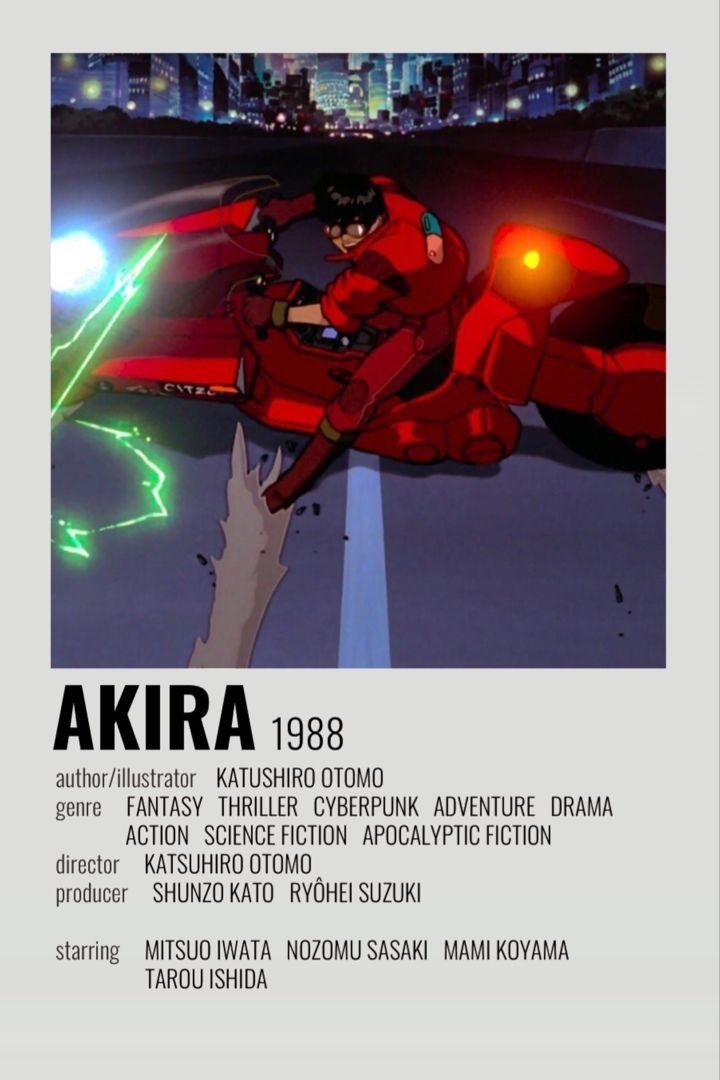 CITIZ
AKIRA 1988
author/illustrator KATUSHIRO OTOMO
genre FANTASY THRILLER CYBERPUNK ADVENTURE DRAMA
ACTION SCIENCE FICTION APOCALYPTIC FICTION
director KATSUHIRO OTOMO
producer SHUNZO KATO RYÔHEI SUZUKI
starring MITSUO IWATA NOZOMU SASAKI MAMI KOYAMA
TAROU ISHIDA